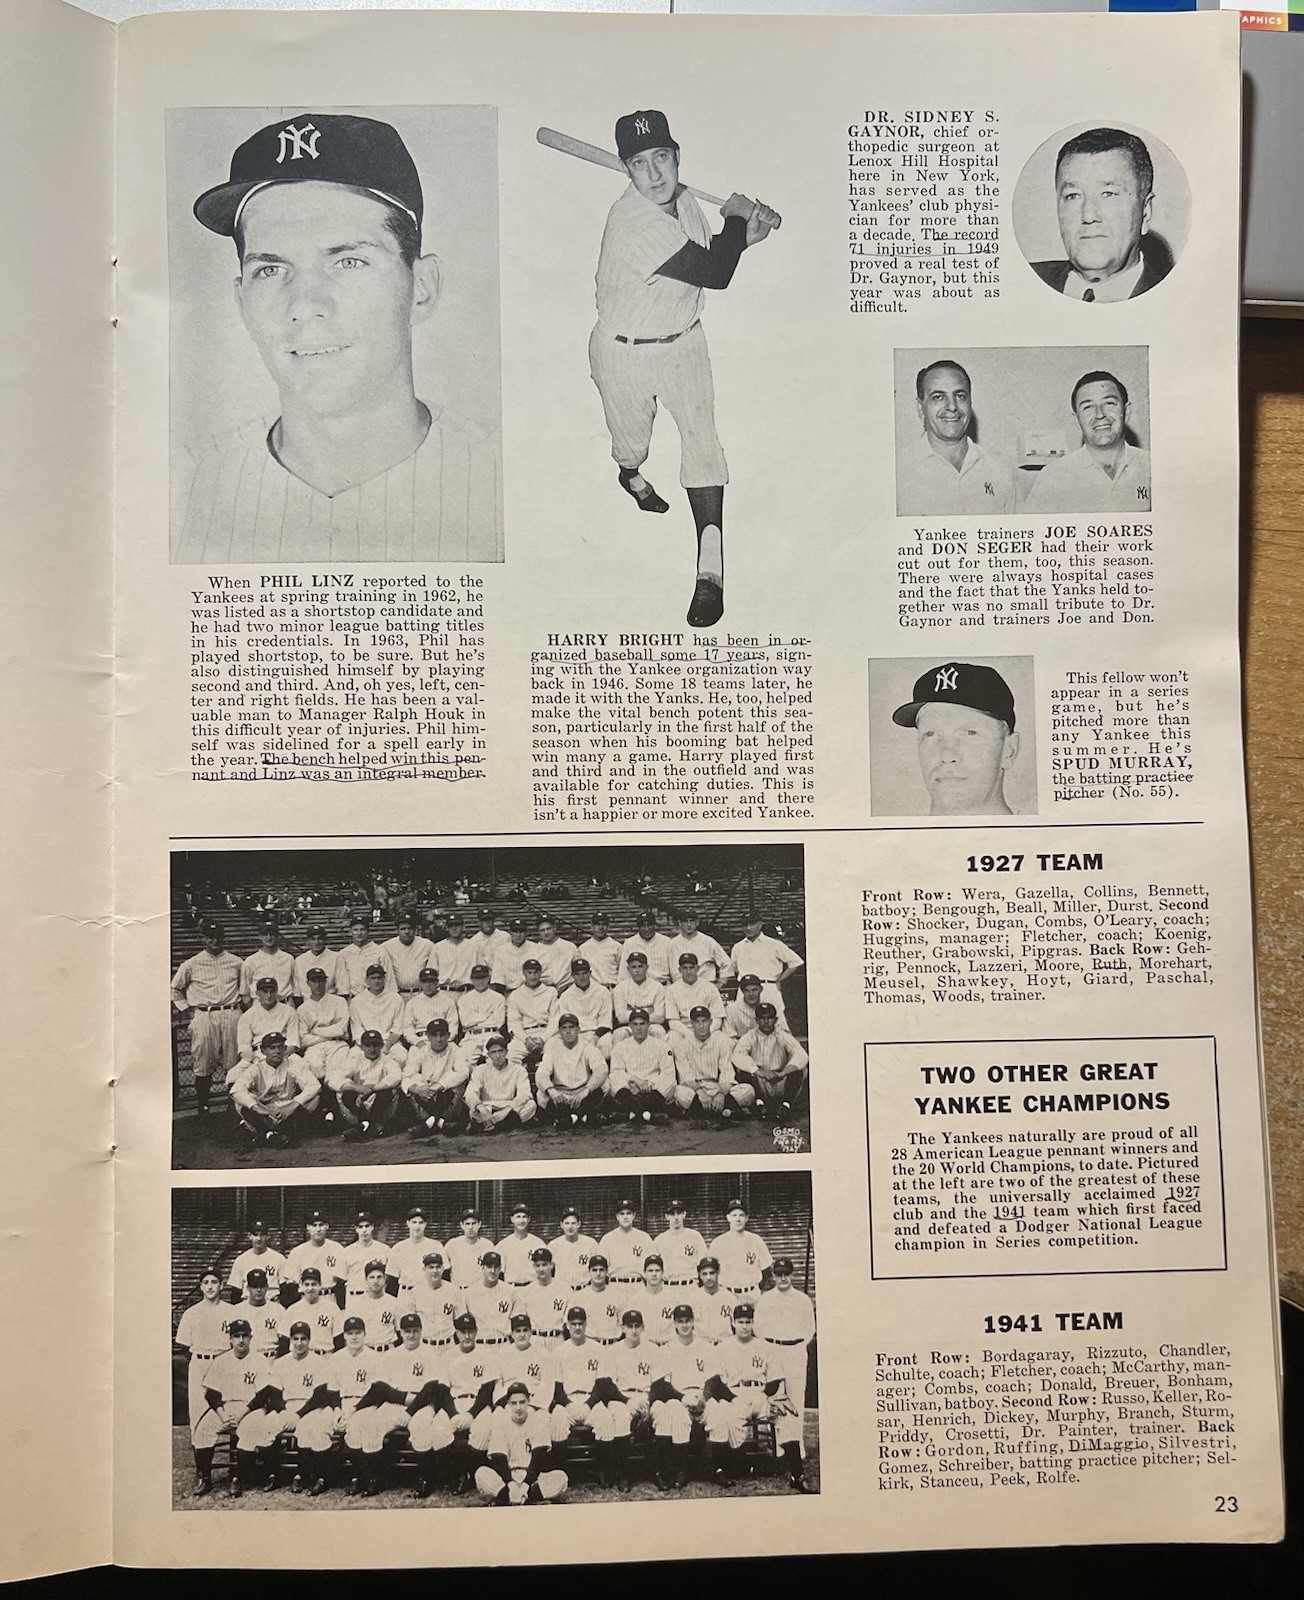 APHICS
When PHIL LINZ reported to the
Yankees at spring training in 1962, he
was listed as a shortstop candidate and
he had two minor league batting titles
in his credentials. In 1963, Phil has
played shortstop, to be sure. But he's
also distinguished himself by playing
second and third. And, oh yes, left, cen-
ter and right fields. He has been a val-
uable man to Manager Ralph Houk in
this difficult year of injuries. Phil him-
self was sidelined for a spell early in
the year. The bench helped win this pen-
nant and Linz was an integral member.
HARRY BRIGHT has been in or-
ganized baseball some 17 years, sign-
ing with the Yankee organization way
back in 1946. Some 18 teams later, he
made it with the Yanks. He, too, helped
make the vital bench potent this sea-
son, particularly in the first half of the
season when his booming bat helped
win many a game. Harry played first
and third and in the outfield and was
available for catching duties. This is
his first pennant winner and there
isn't a happier or more excited Yankee.
DR. SIDNEY S.
GAYNOR, chief or-
thopedic surgeon at
Lenox Hill Hospital
here in New York,
has served as the
Yankees' club physi-
cian for more than
a decade. The record
71 injuries in 1949
proved a real test of
Dr. Gaynor, but this
year was about as
difficult.
Yankee trainers JOE SOARES
and DON SEGER had their work
cut out for them, too, this season.
There were always hospital cases
and the fact that the Yanks held to-
gether was no small tribute to Dr.
Gaynor and trainers Joe and Don.
This fellow won't
appear in a series
game, but he's
pitched more than
any Yankee this
summer. He's
SPUD MURRAY,
the batting practice
pitcher (No. 55).
1927 TEAM
Front Row: Wera, Gazella, Collins, Bennett,
batboy; Bengough, Beall, Miller, Durst. Second
Row: Shocker, Dugan, Combs, O'Leary, coach;
Huggins, manager; Fletcher, coach; Koenig,
Reuther, Grabowski, Pipgras. Back Row: Geh-
rig, Pennock, Lazzeri, Moore, Ruth, Morehart,
Meusel, Shawkey, Hoyt, Giard, Paschal,
Thomas, Woods, trainer.
TWO OTHER GREAT
YANKEE CHAMPIONS
The Yankees naturally are proud of all
28 American League pennant winners and
the 20 World Champions, to date. Pictured
at the left are two of the greatest of these
teams, the universally acclaimed 1927
club and the 1941 team which first faced
and defeated a Dodger National League
champion in Series competition.
1941 TEAM
Front Row: Bordagaray, Rizzuto, Chandler,
Schulte, coach; Fletcher, coach; McCarthy, man-
ager; Combs, coach; Donald, Breuer, Bonham,
Sullivan, batboy. Second Row: Russo, Keller, Ro-
sar, Henrich, Dickey, Murphy, Branch, Sturm,
Priddy, Crosetti, Dr. Painter, trainer. Back
Row: Gordon, Ruffing, DiMaggio, Silvestri,
Gomez, Schreiber, batting practice pitcher; Sel-
kirk, Stanceu, Peek, Rolfe.
23